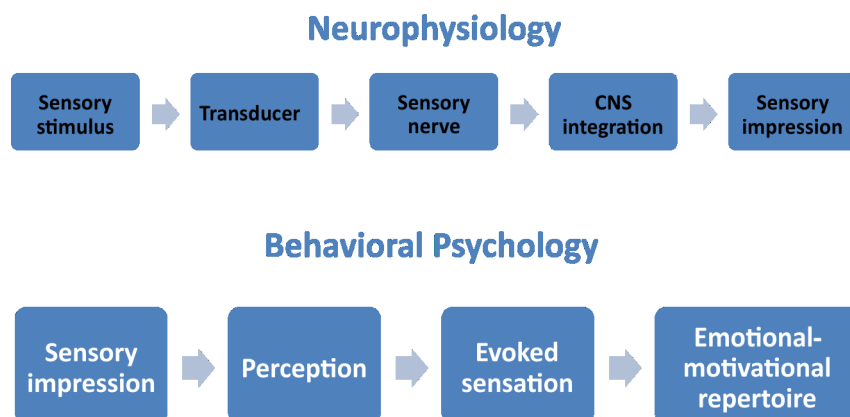 Neurophysiology
Sensory
stimulus
Transducer
Sensory
nerve
CNS
integration
Sensory
impression
Behavioral Psychology
Sensory
impression
Perception
Evoked
sensation
Emotional-
motivational
repertoire